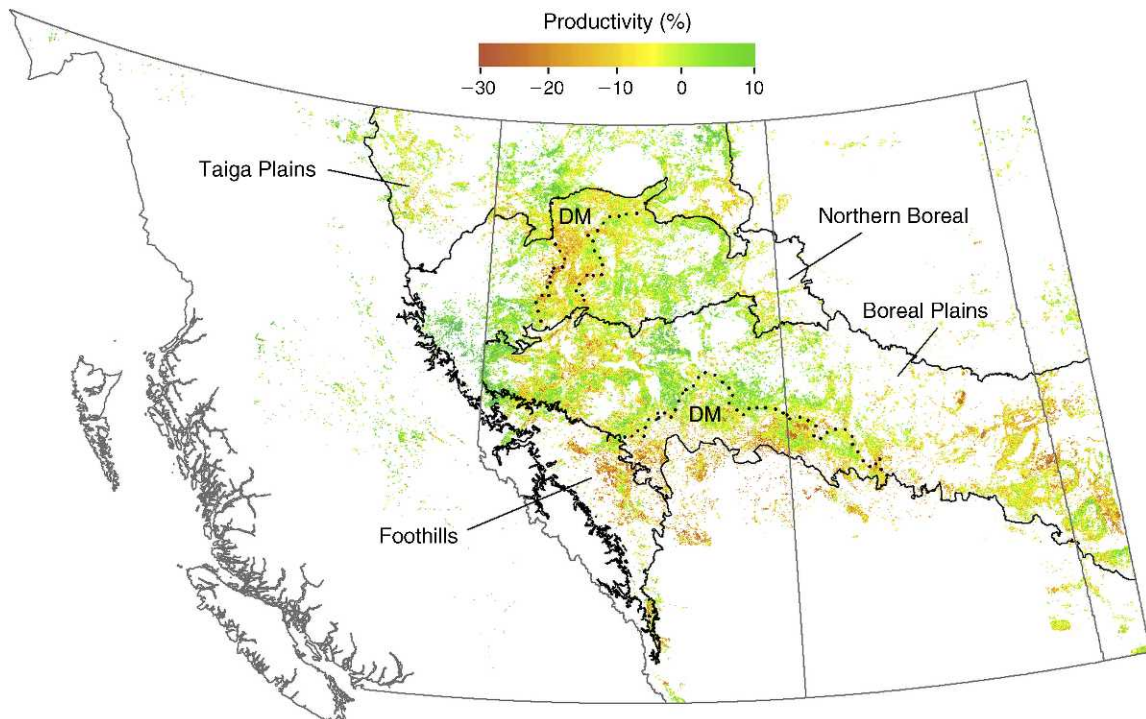 Productivity (%)
−30 −20 −10 0 10
Taiga Plains
DM
Northern Boreal
Boreal Plains
DM
Foothills